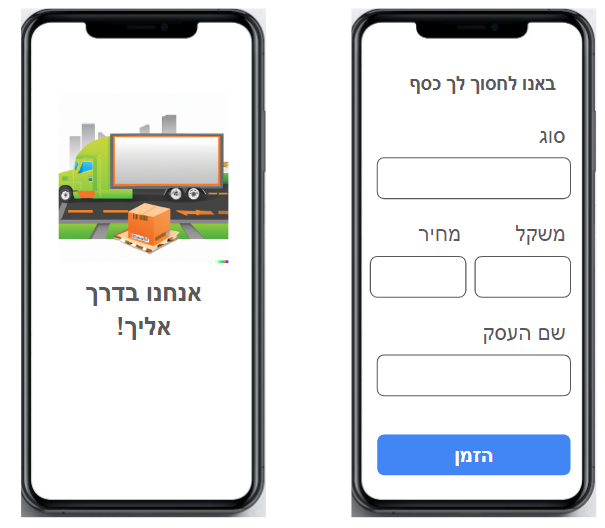 אנחנו בדרך
אליך!
באנו לחסוך לך כסף
סוג
משקל
מחיר
שם העסק
הזמן